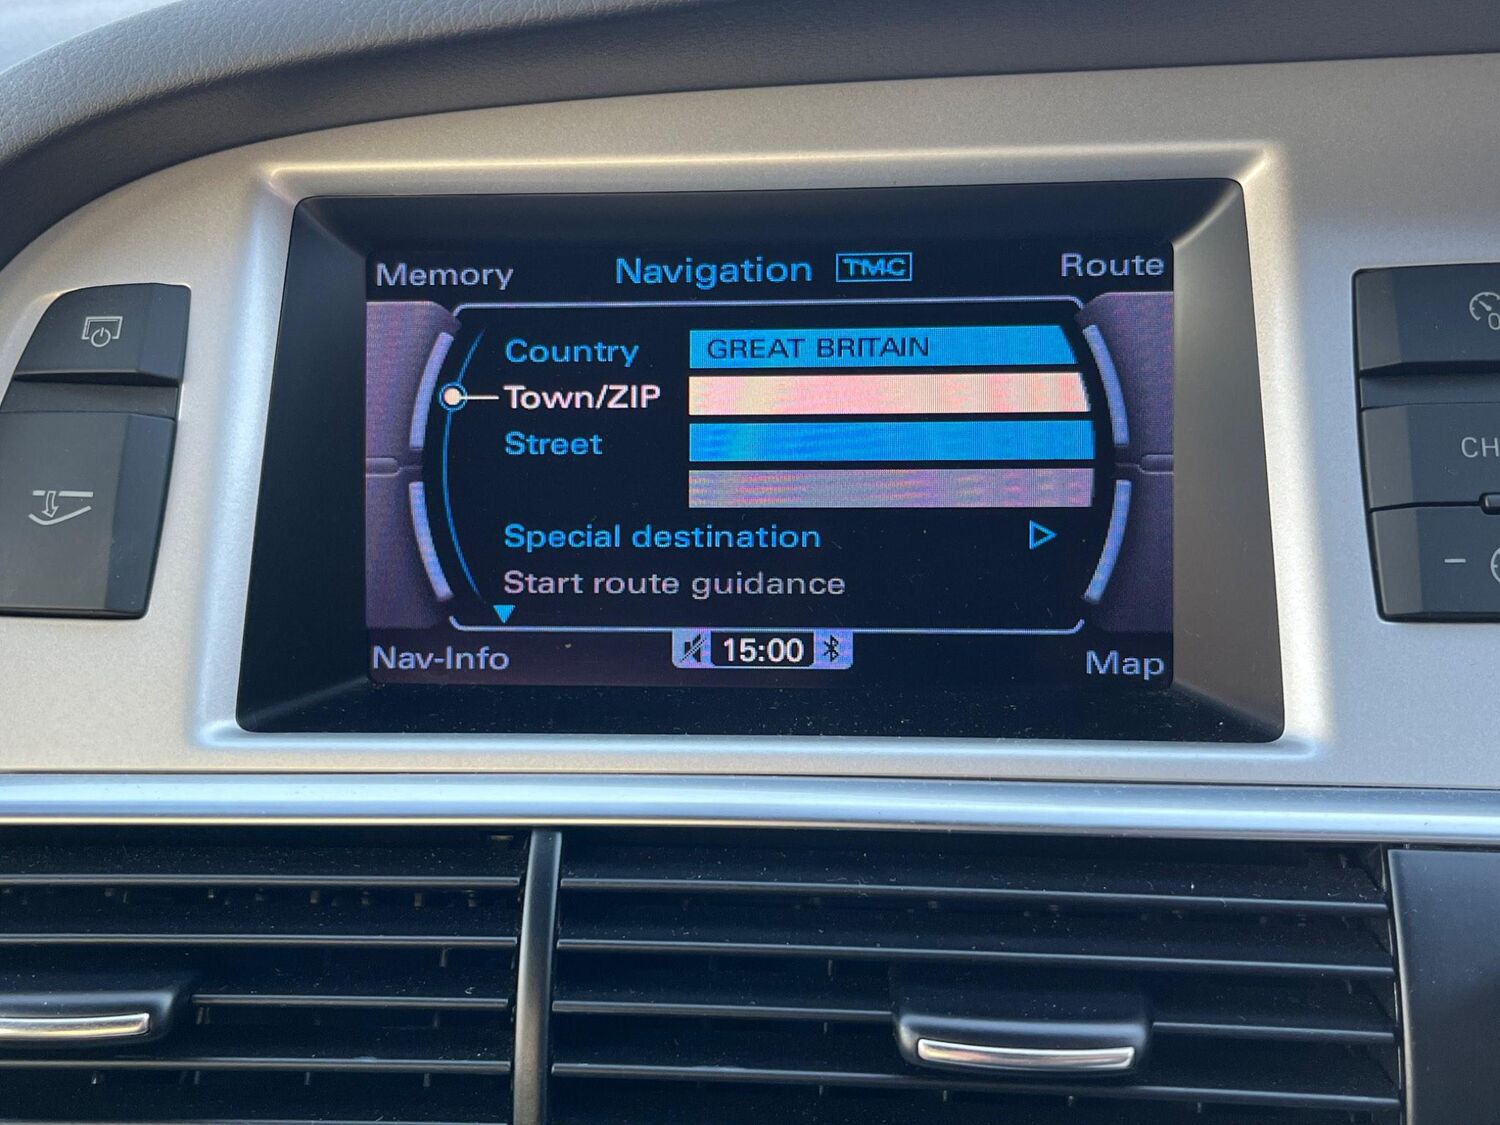 Memory Navigation TMC Route
Country GREAT BRITAIN
Town/ZIP
Street
Special destination
Start route guidance
Nav-Info 15:00 Map
CH